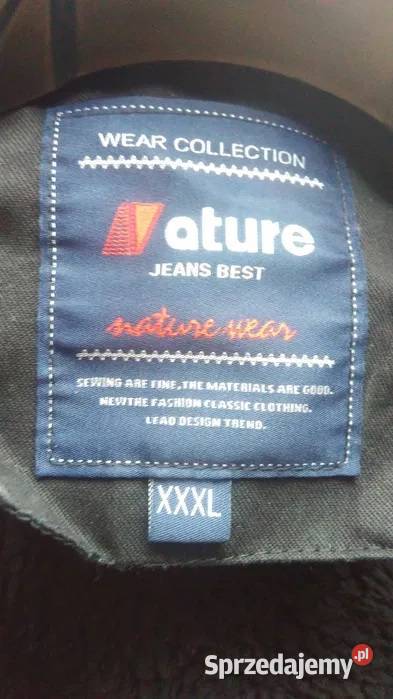 WEAR COLLECTION
Nature
JEANS BEST
nature wear
SEWING ARE FINE,THE MATERIALS ARE GOOD.
NEWTHE FASHION CLASSIC CLOTHING.
LEAD DESIGN TREND.
XXXL
Sprzedajemy.pl